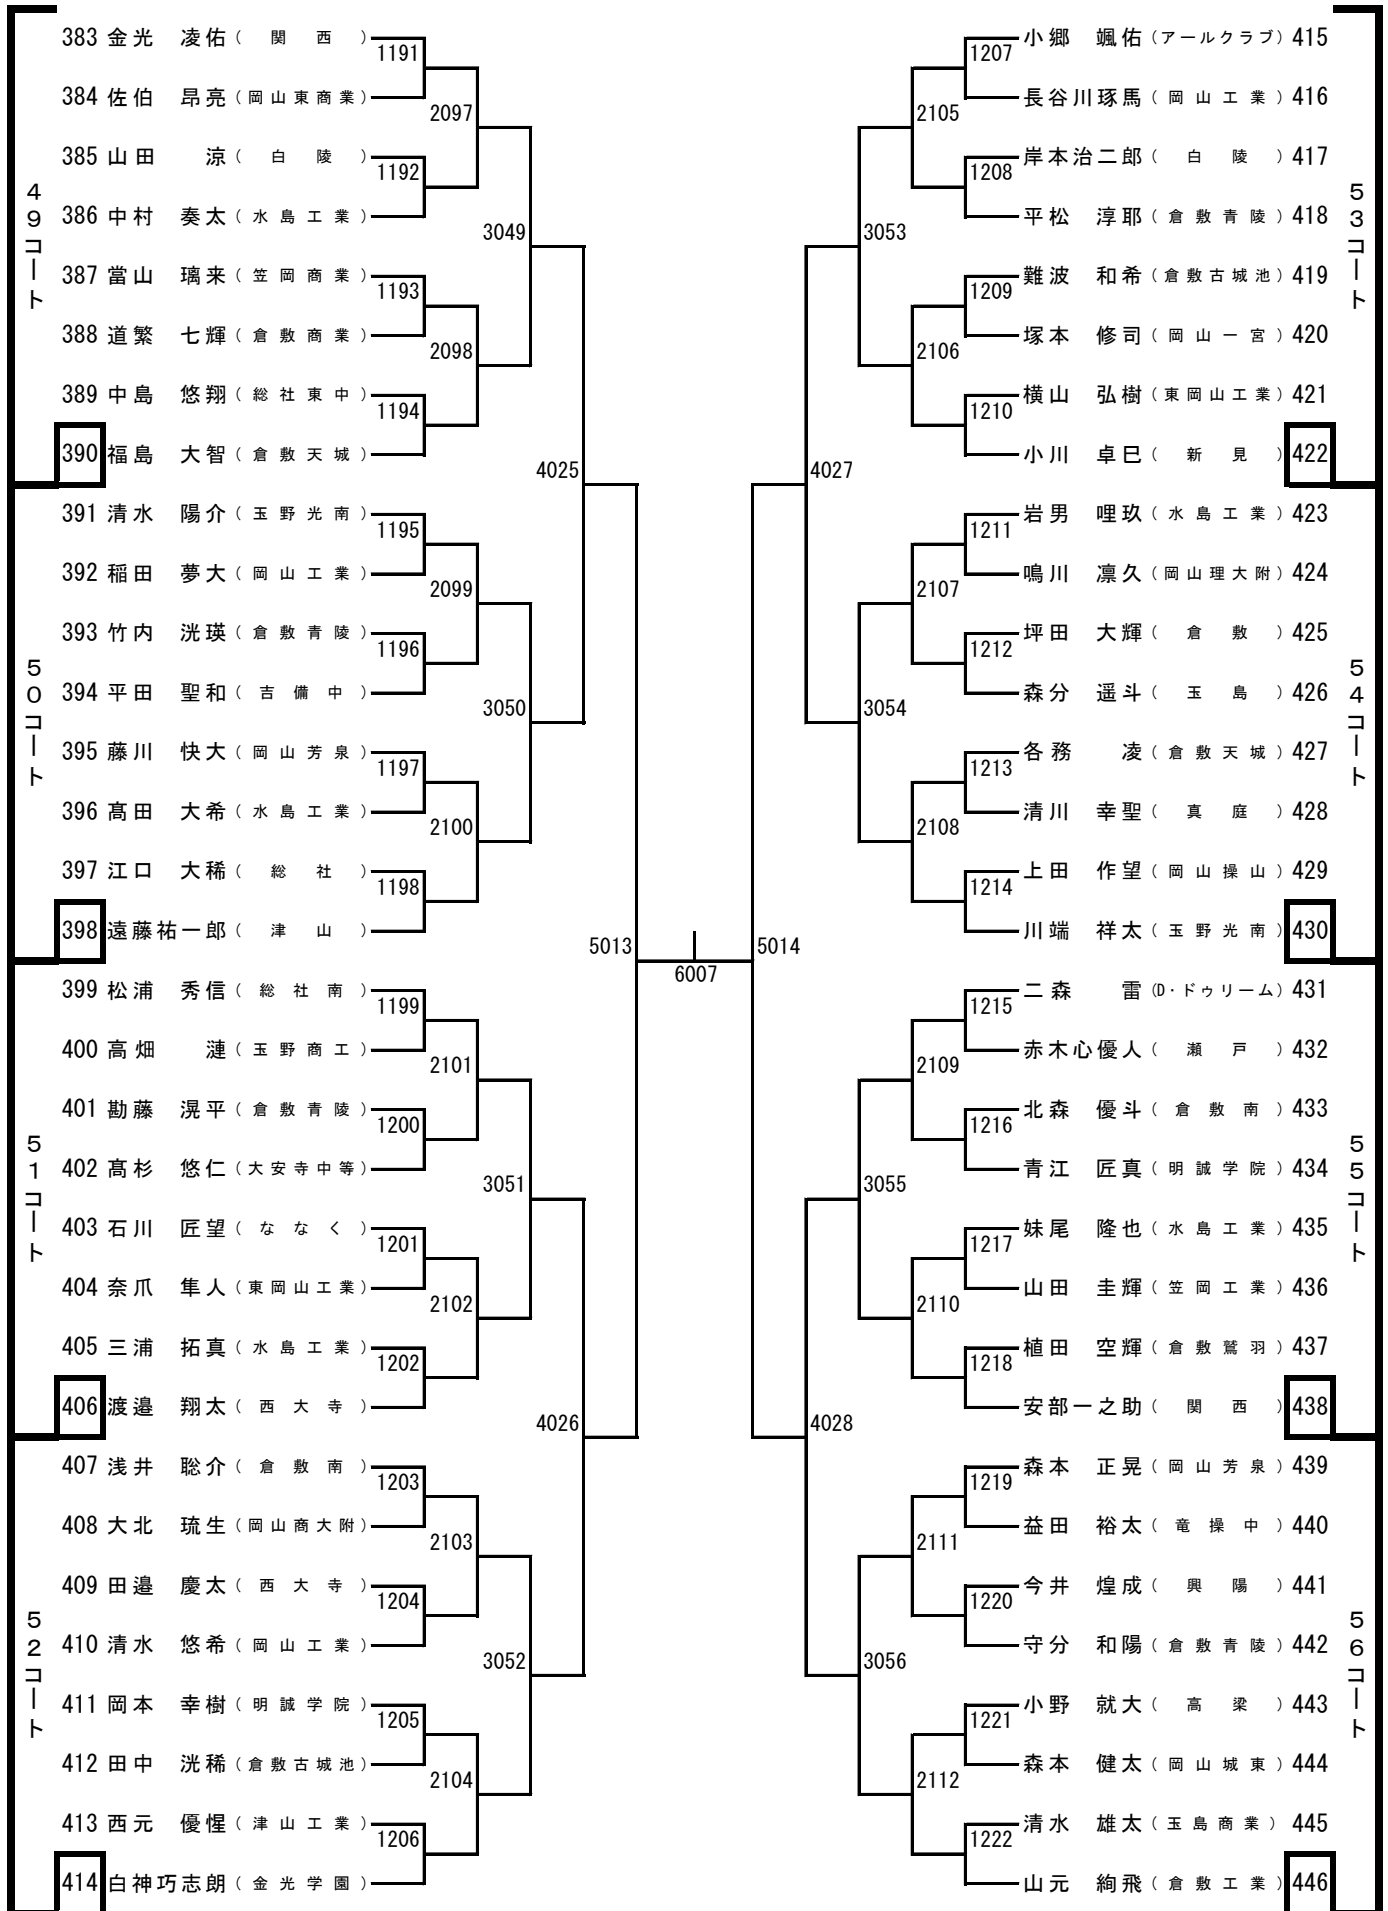 49コート
383 金光 凌佑 (関西)
1191
384 佐伯 昂亮 (岡山東商業)
2097
385 山田 涼 (白陵)
1192
386 中村 奏太 (水島工業)
3049
387 當山 璃来 (笠岡商業)
1193
388 道繁 七輝 (倉敷商業)
2098
389 中島 悠翔 (総社東中)
1194
390 福島 大智 (倉敷天城)
4025
50コート
391 清水 陽介 (玉野光南)
1195
392 稲田 夢大 (岡山工業)
2099
393 竹内 洸瑛 (倉敷青陵)
1196
394 平田 聖和 (吉備中)
3050
395 藤川 快大 (岡山芳泉)
1197
396 髙田 大希 (水島工業)
2100
397 江口 大稀 (総社)
1198
398 遠藤祐一郎 (津山)
5013
51コート
399 松浦 秀信 (総社南)
1199
400 高畑 漣 (玉野商工)
2101
401 勘藤 滉平 (倉敷青陵)
1200
402 髙杉 悠仁 (大安寺中等)
3051
403 石川 匠望 (ななく)
1201
404 奈爪 隼人 (東岡山工業)
2102
405 三浦 拓真 (水島工業)
1202
406 渡邉 翔太 (西大寺)
4026
52コート
407 浅井 聡介 (倉敷南)
1203
408 大北 琉生 (岡山商大附)
2103
409 田邉 慶太 (西大寺)
1204
410 清水 悠希 (岡山工業)
3052
411 岡本 幸樹 (明誠学院)
1205
412 田中 洸稀 (倉敷古城池)
2104
413 西元 優惺 (津山工業)
1206
414 白神巧志朗 (金光学園)
6007
53コート
小郷 颯佑 (アールクラブ) 415
1207
長谷川琢馬 (岡山工業) 416
2105
岸本治二郎 (白陵) 417
1208
平松 淳耶 (倉敷青陵) 418
3053
難波 和希 (倉敷古城池) 419
1209
塚本 修司 (岡山一宮) 420
2106
横山 弘樹 (東岡山工業) 421
1210
小川 卓巳 (新見) 422
4027
54コート
岩男 哩玖 (水島工業) 423
1211
鳴川 凛久 (岡山理大附) 424
2107
坪田 大輝 (倉敷) 425
1212
森分 遥斗 (玉島) 426
3054
各務 凌 (倉敷天城) 427
1213
清川 幸聖 (真庭) 428
2108
上田 作望 (岡山操山) 429
1214
川端 祥太 (玉野光南) 430
5014
55コート
二森 雷 (D・ドゥリーム) 431
1215
赤木心優人 (瀬戸) 432
2109
北森 優斗 (倉敷南) 433
1216
青江 匠真 (明誠学院) 434
3055
妹尾 隆也 (水島工業) 435
1217
山田 圭輝 (笠岡工業) 436
2110
植田 空輝 (倉敷鷲羽) 437
1218
安部一之助 (関西) 438
4028
56コート
森本 正晃 (岡山芳泉) 439
1219
益田 裕太 (竜操中) 440
2111
今井 煌成 (興陽) 441
1220
守分 和陽 (倉敷青陵) 442
3056
小野 就大 (高梁) 443
1221
森本 健太 (岡山城東) 444
2112
清水 雄太 (玉島商業) 445
1222
山元 絢飛 (倉敷工業) 446